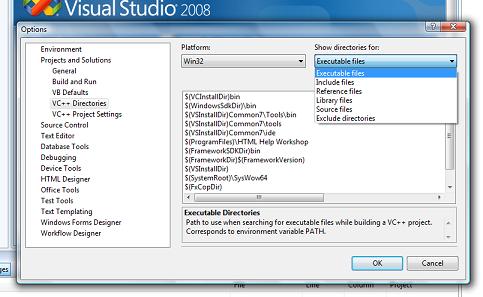 Visual Studio 2008
Options
Environment
Projects and Solutions
General
Build and Run
VB Defaults
VC++ Directories
VC++ Project Settings
Source Control
Text Editor
Database Tools
Debugging
Device Tools
HTML Designer
Office Tools
Test Tools
Text Templating
Windows Forms Designer
Workflow Designer
Platform:
Win32
Show directories for:
Executable files
Executable files
Include files
Reference files
Library files
Source files
Exclude directories
$(VCInstallDir)bin
$(WindowsSdkDir)\bin
$(VSInstallDir)Common7\Tools\bin
$(VSInstallDir)Common7\tools
$(VSInstallDir)Common7\ide
$(ProgramFiles)\HTML Help Workshop
$(FrameworkSDKDir)bin
$(FrameworkDir)$(FrameworkVersion)
$(VSInstallDir)
$(SystemRoot)\SysWow64
$(FxCopDir)
Executable Directories
Path to use when searching for executable files while building a VC++ project.
Corresponds to environment variable PATH.
OK
Cancel
ges
File
Line
Column
Project